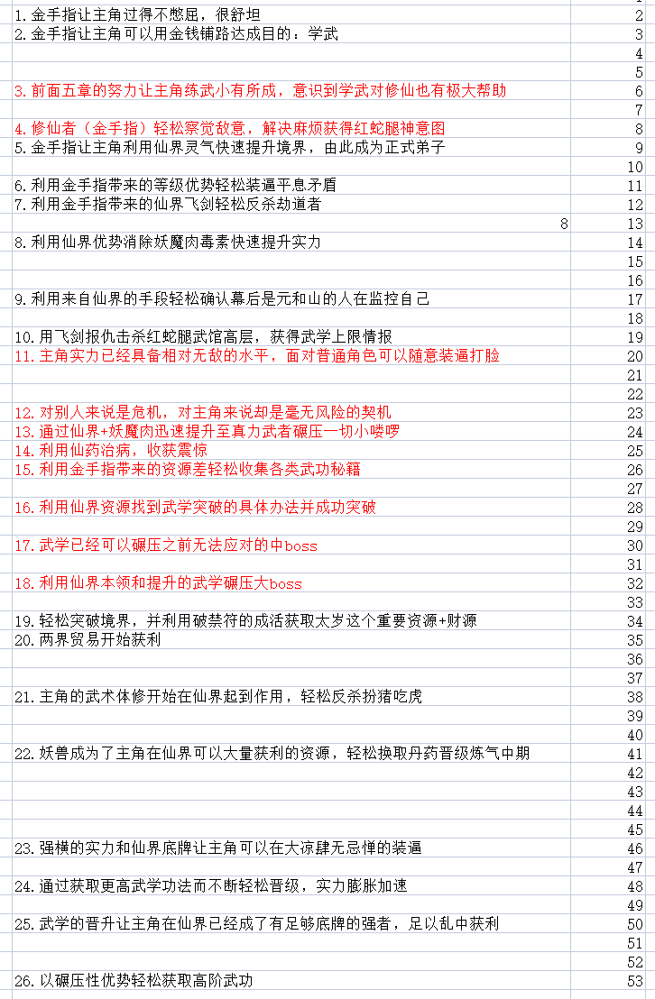 1
1.金手指让主角过得不憋屈，很舒坦 2
2.金手指让主角可以用金钱铺路达成目的：学武 3
4
5
3.前面五章的努力让主角练武小有所成，意识到学武对修仙也有极大帮助 6
7
4.修仙者（金手指）轻松察觉敌意，解决麻烦获得红蛇腿神意图 8
5.金手指让主角利用仙界灵气快速提升境界，由此成为正式弟子 9
10
6.利用金手指带来的等级优势轻松装逼平息矛盾 11
7.利用金手指带来的仙界飞剑轻松反杀劫道者 12
8 13
8.利用仙界优势消除妖魔肉毒素快速提升实力 14
15
16
9.利用来自仙界的手段轻松确认幕后是元和山的人在监控自己 17
18
10.用飞剑报仇击杀红蛇腿武馆高层，获得武学上限情报 19
11.主角实力已经具备相对无敌的水平，面对普通角色可以随意装逼打脸 20
21
22
12.对别人来说是危机，对主角来说却是毫无风险的契机 23
13.通过仙界+妖魔肉迅速提升至真力武者碾压一切小喽啰 24
14.利用仙药治病，收获震惊 25
15.利用金手指带来的资源差轻松收集各类武功秘籍 26
27
16.利用仙界资源找到武学突破的具体办法并成功突破 28
29
17.武学已经可以碾压之前无法应对的中boss 30
31
18.利用仙界本领和提升的武学碾压大boss 32
33
19.轻松突破境界，并利用破禁符的成活获取太岁这个重要资源+财源 34
20.两界贸易开始获利 35
36
37
21.主角的武术体修开始在仙界起到作用，轻松反杀扮猪吃虎 38
39
40
22.妖兽成为了主角在仙界可以大量获利的资源，轻松换取丹药晋级炼气中期 41
42
43
44
45
23.强横的实力和仙界底牌让主角可以在大凉肆无忌惮的装逼 46
47
24.通过获取更高武学功法而不断轻松晋级，实力膨胀加速 48
49
25.武学的晋升让主角在仙界已经成了有足够底牌的强者，足以乱中获利 50
51
52
26.以碾压性优势轻松获取高阶武功 53